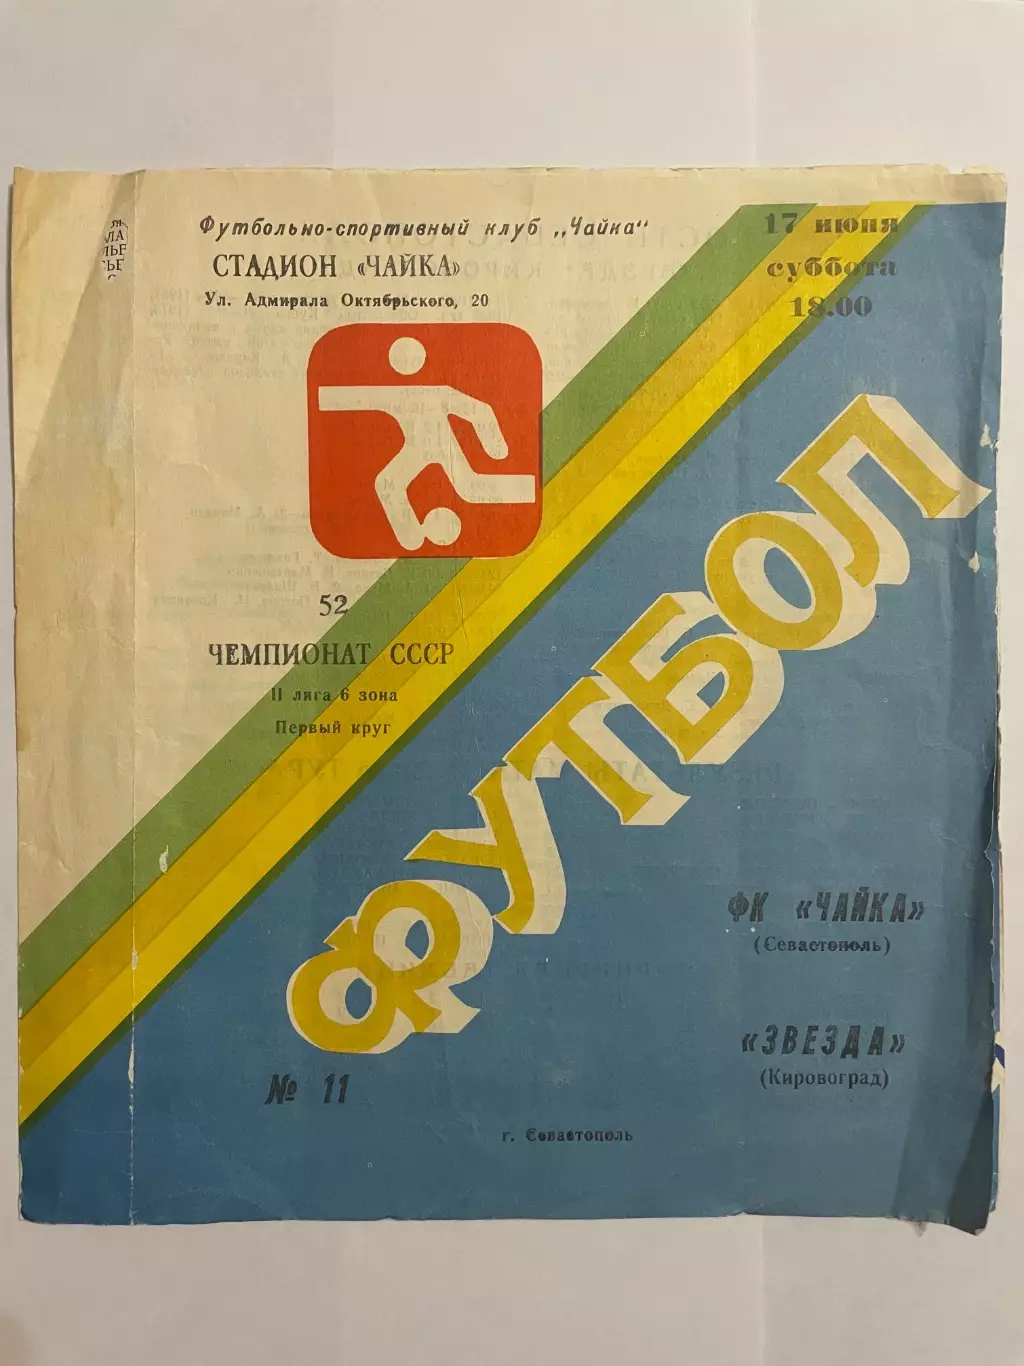 Футбольно-спортивный клуб „Чайка"
СТАДИОН «ЧАЙКА»
Ул. Адмирала Октябрьского, 20
17 июня
суббота
18.00
52
ЧЕМПИОНАТ СССР
II лига 6 зона
Первый круг
ФУТБОЛ
ФК «ЧАЙКА»
(Севастополь)
«ЗВЕЗДА»
(Кировоград)
№ 11
г. Севастополь